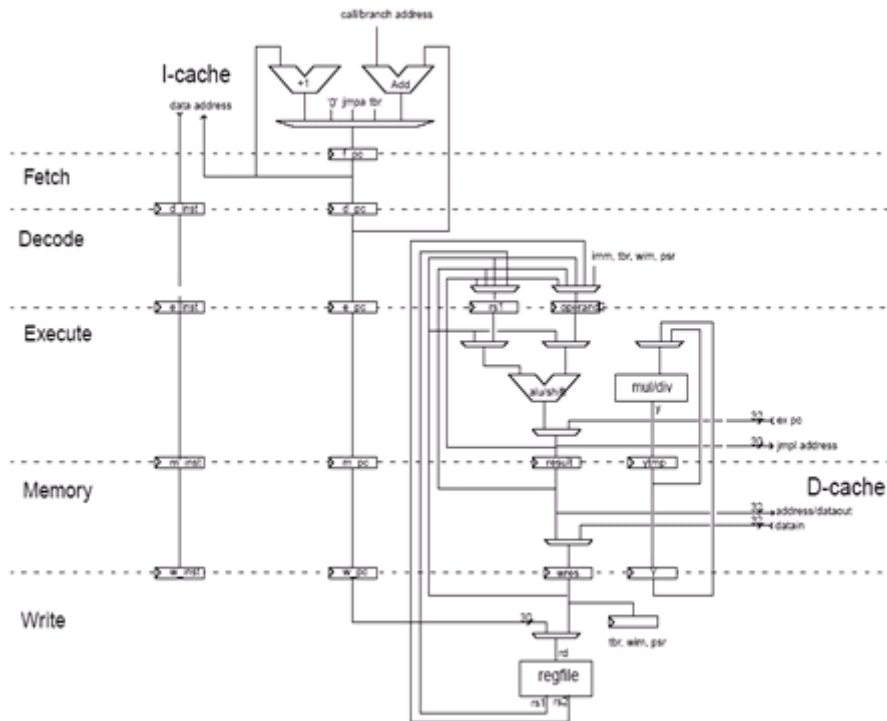 call/branch address
I-cache
+1
Add
data address
'0' jmpa tbr
f_pc
Fetch
d_inst
d_pc
Decode
imm, tbr, wim, psr
e_inst
e_pc
rs1
operand2
Execute
alu/shift
mul/div
y
32
ex pc
30
jmpl address
m_inst
m_pc
result
ytmp
Memory
D-cache
32
address/dataout
32
datain
w_inst
w_pc
wres
Y
Write
30
tbr, wim, psr
rd
regfile
rs1
rs2